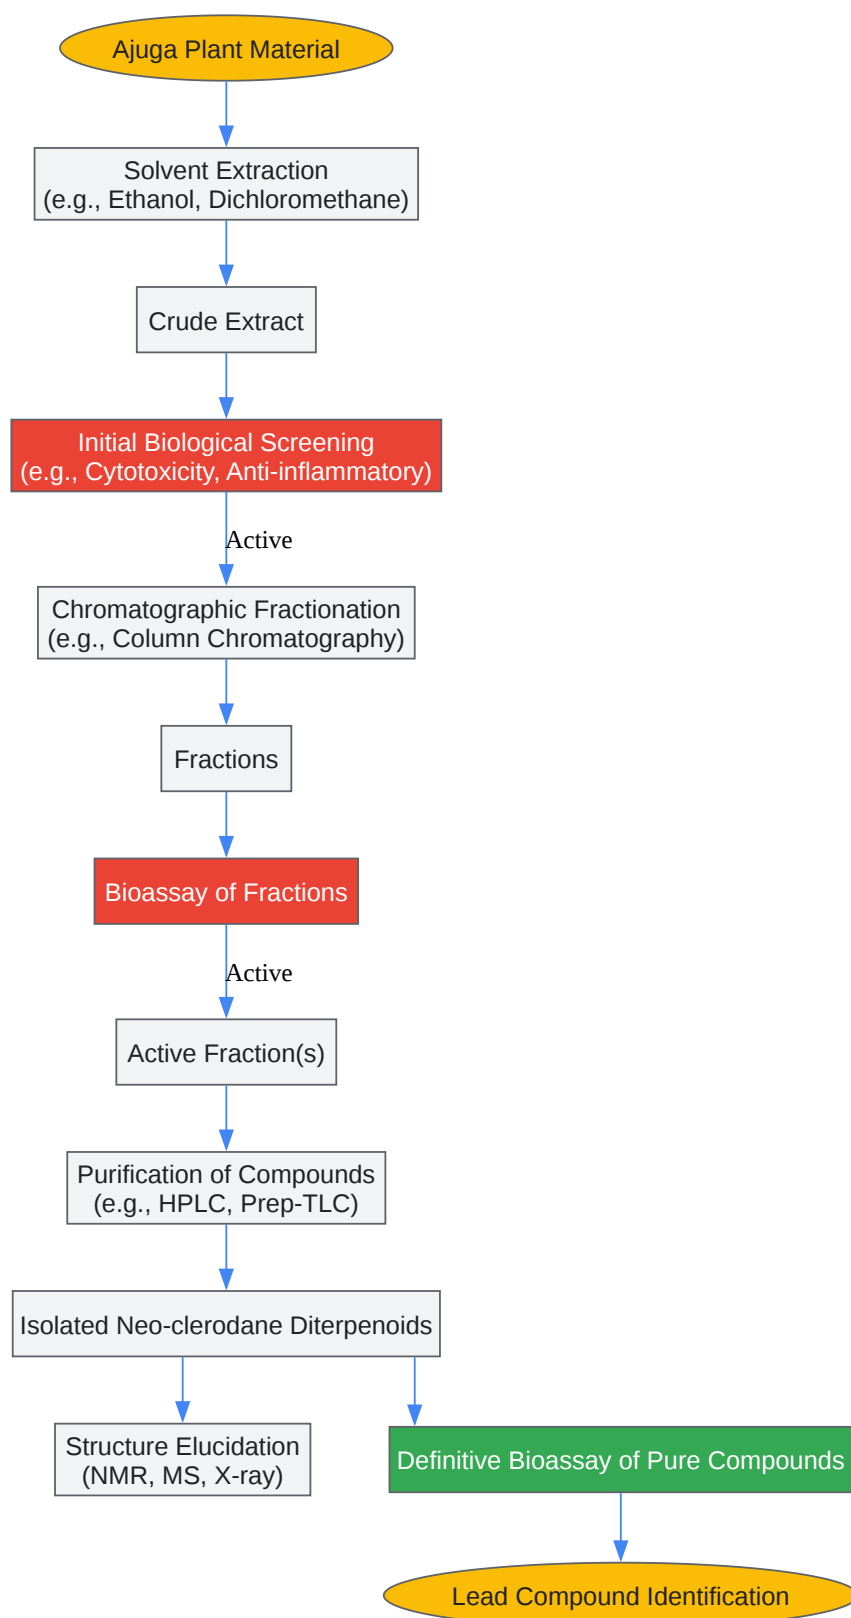 Ajuga Plant Material
Solvent Extraction
(e.g., Ethanol, Dichloromethane)
Crude Extract
Initial Biological Screening
(e.g., Cytotoxicity, Anti-inflammatory)
Active
Chromatographic Fractionation
(e.g., Column Chromatography)
Fractions
Bioassay of Fractions
Active
Active Fraction(s)
Purification of Compounds
(e.g., HPLC, Prep-TLC)
Isolated Neo-clerodane Diterpenoids
Structure Elucidation
(NMR, MS, X-ray)
Definitive Bioassay of Pure Compounds
Lead Compound Identification